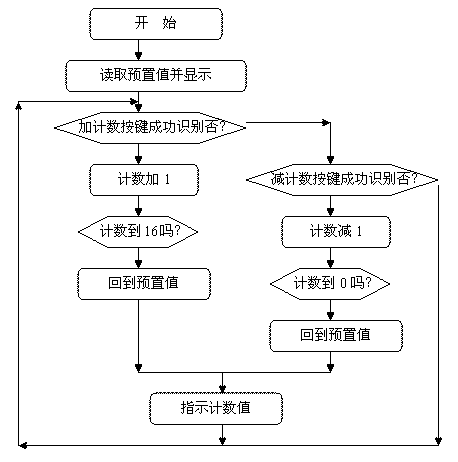 开 始
读取预置值并显示
加计数按键成功识别否?
计数加 1
减计数按键成功识别否?
计数到 16吗?
计数减 1
回到预置值
计数到 0 吗?
回到预置值
指示计数值